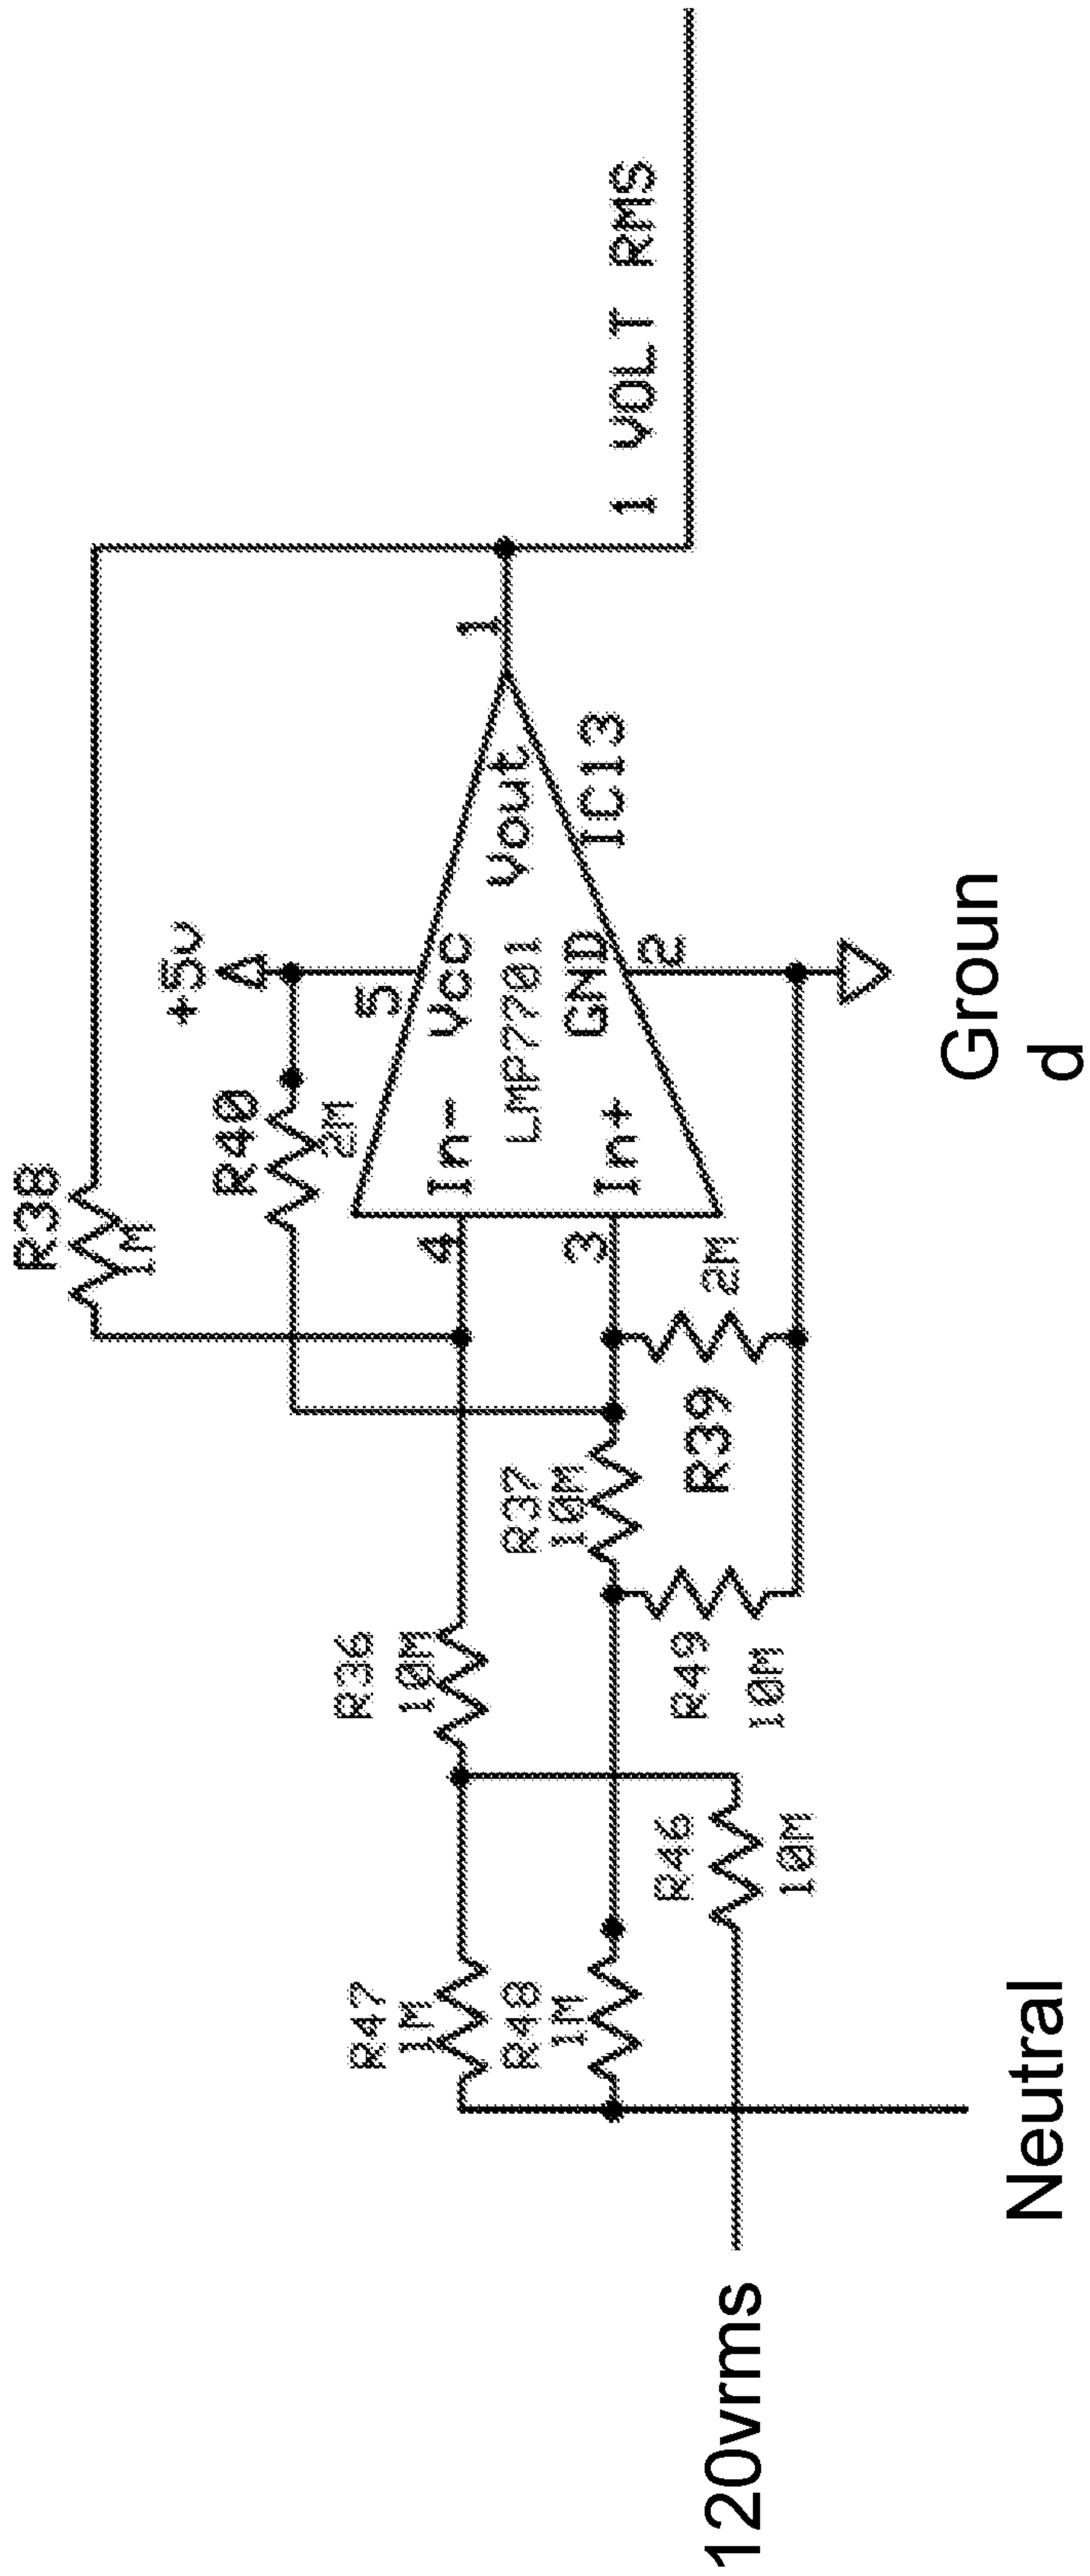 R38
1M
+5v
R40
2M
5
Vcc
1
In-
4
LMP7701
Vout
In+
3
GND
IC13
2
1 VOLT RMS
R36
10M
R37
10M
2M
R39
R47
1M
R48
1M
R49
10M
R46
10M
Groun
d
120vrms
Neutral